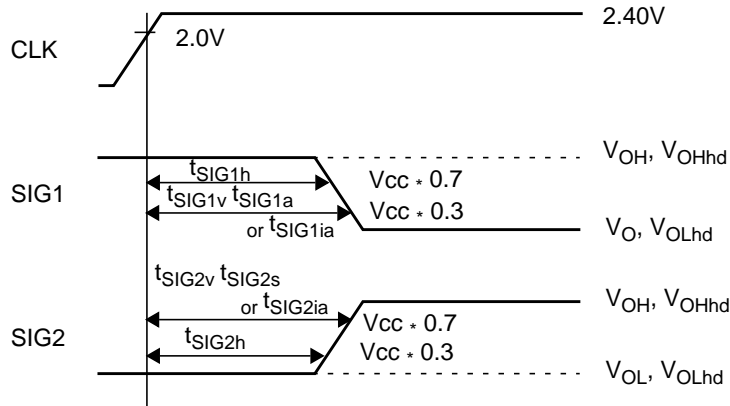 2.40V
CLK
2.0V
tSIG1h
VOH, VOHhd
SIG1
Vcc * 0.7
tSIG1v tSIG1a
Vcc * 0.3
or tSIG1ia
VO, VOLhd
tSIG2v tSIG2s
or tSIG2ia
VOH, VOHhd
SIG2
Vcc * 0.7
tSIG2h
Vcc * 0.3
VOL, VOLhd